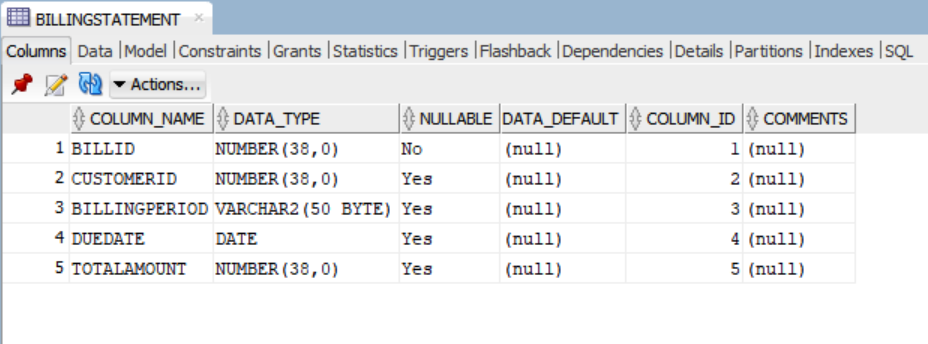 BILLINGSTATEMENT ×
Columns Data Model Constraints Grants Statistics Triggers Flashback Dependencies Details Partitions Indexes SQL
Actions...
COLUMN_NAME DATA_TYPE NULLABLE DATA_DEFAULT COLUMN_ID COMMENTS
1 BILLID NUMBER(38,0) No (null) 1 (null)
2 CUSTOMERID NUMBER(38,0) Yes (null) 2 (null)
3 BILLINGPERIOD VARCHAR2(50 BYTE) Yes (null) 3 (null)
4 DUEDATE DATE Yes (null) 4 (null)
5 TOTALAMOUNT NUMBER(38,0) Yes (null) 5 (null)